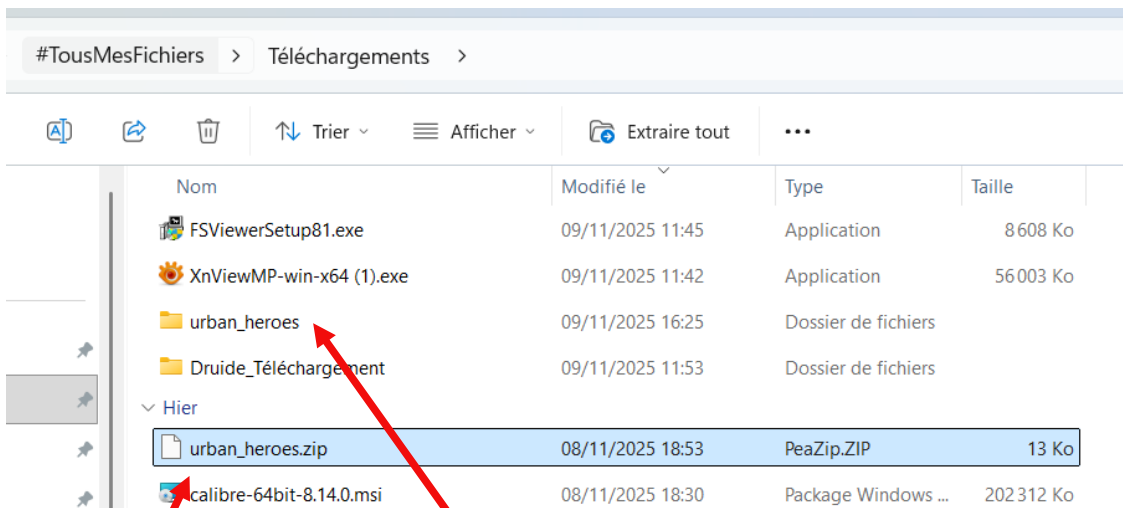 #TousMesFichiers > Téléchargements >
Trier Afficher Extraire tout ...
Nom Modifié le Type Taille
FSViewerSetup81.exe 09/11/2025 11:45 Application 8 608 Ko
XnViewMP-win-x64 (1).exe 09/11/2025 11:42 Application 56 003 Ko
urban_heroes 09/11/2025 16:25 Dossier de fichiers
Druide_Téléchargement 09/11/2025 11:53 Dossier de fichiers
Hier
urban_heroes.zip 08/11/2025 18:53 PeaZip.ZIP 13 Ko
calibre-64bit-8.14.0.msi 08/11/2025 18:30 Package Windows ... 202 312 Ko